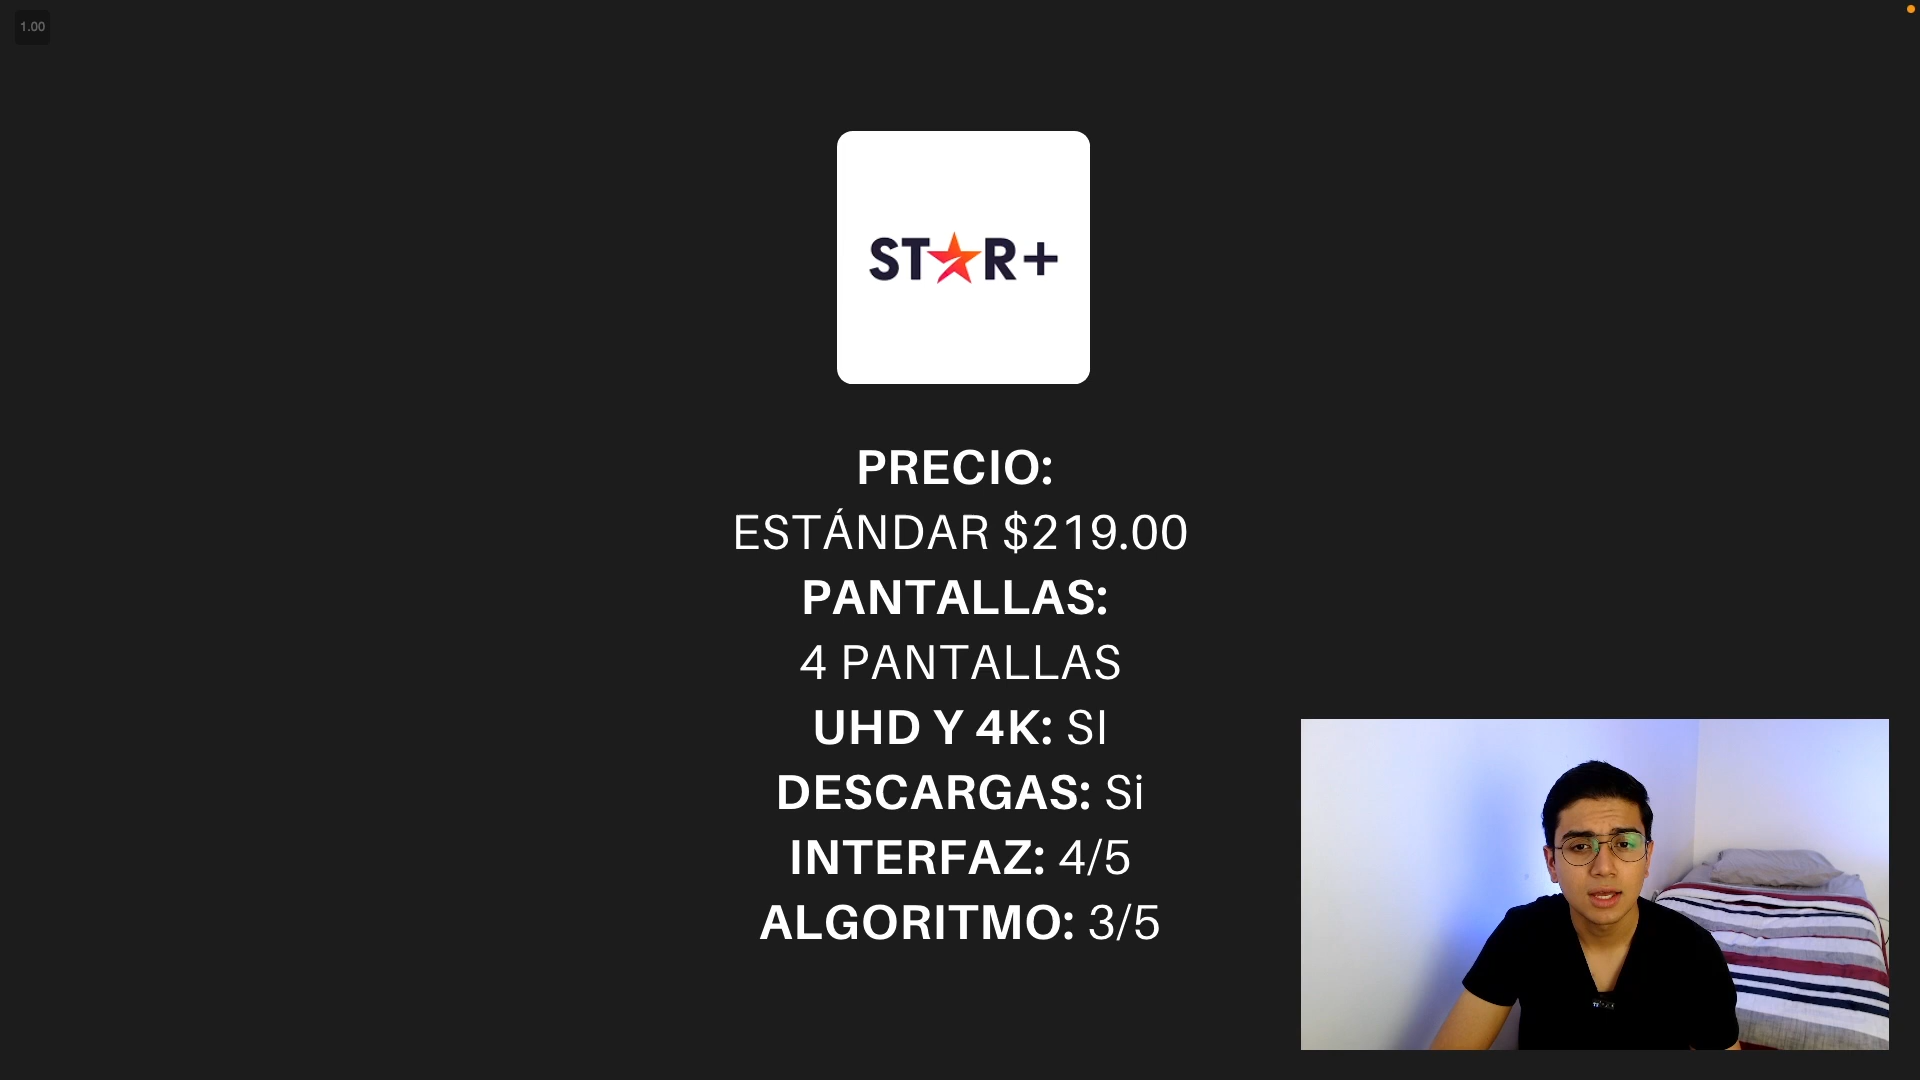 1.00
STAR+
PRECIO:
ESTÁNDAR $219.00
PANTALLAS:
4 PANTALLAS
UHD Y 4K: SI
DESCARGAS: Si
INTERFAZ: 4/5
ALGORITMO: 3/5